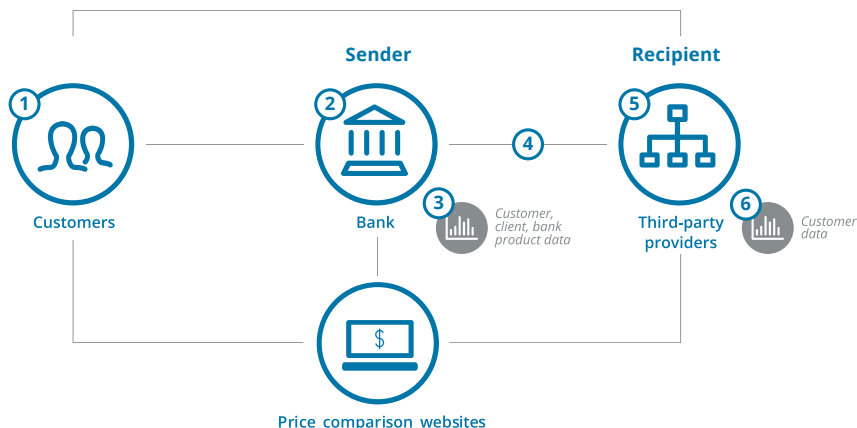 Sender
Recipient
1
2
4
5
Customers
Bank
3
Customer,
client, bank
product data
Third-party
providers
6
Customer
data
$
Price comparison websites